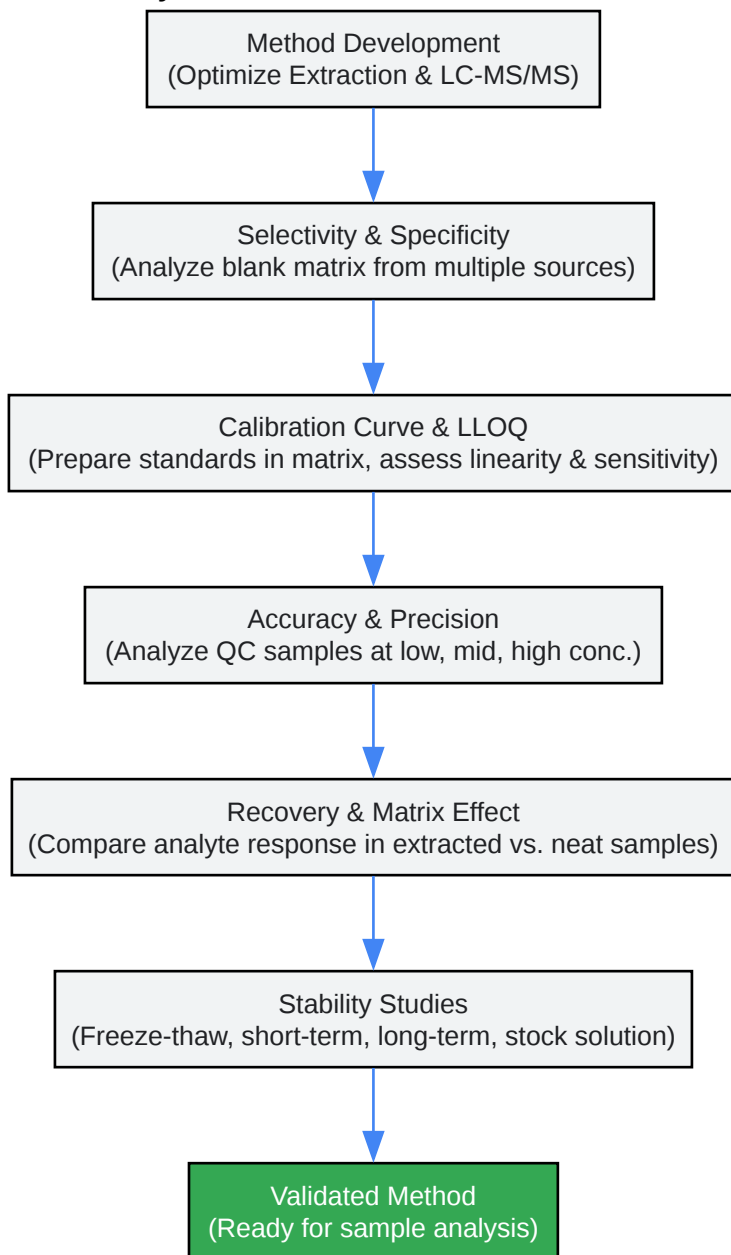 Method Development
(Optimize Extraction & LC-MS/MS)
Selectivity & Specificity
(Analyze blank matrix from multiple sources)
Calibration Curve & LLOQ
(Prepare standards in matrix, assess linearity & sensitivity)
Accuracy & Precision
(Analyze QC samples at low, mid, high conc.)
Recovery & Matrix Effect
(Compare analyte response in extracted vs. neat samples)
Stability Studies
(Freeze-thaw, short-term, long-term, stock solution)
Validated Method
(Ready for sample analysis)